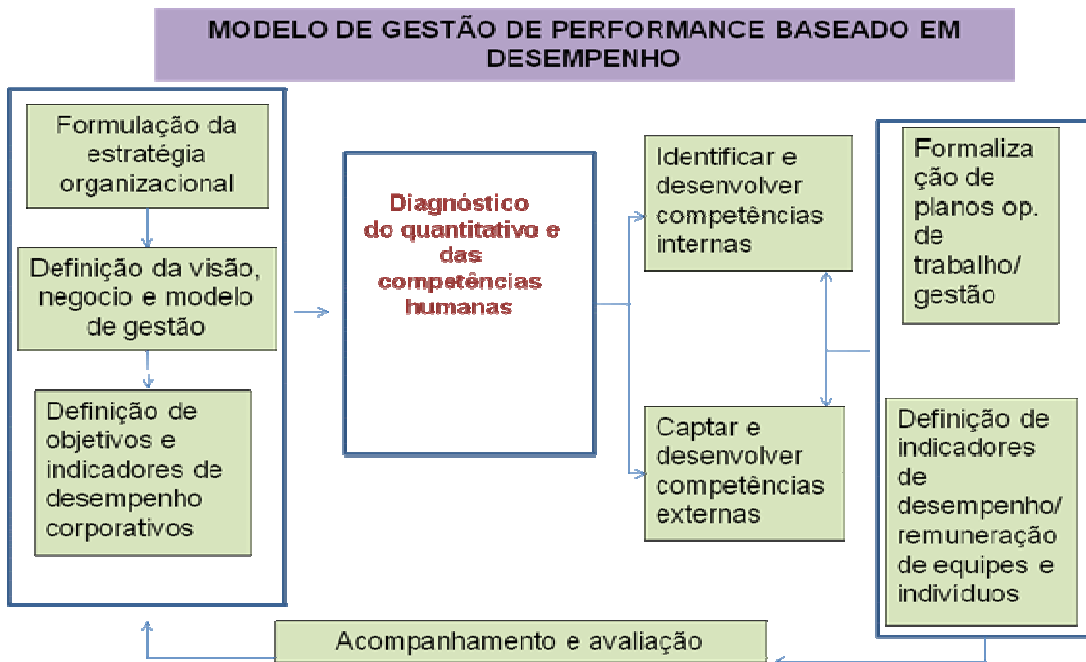 MODELO DE GESTÃO DE PERFORMANCE BASEADO EM
DESEMPENHO
Formulação da
estratégia
organizacional
Definição da visão,
negocio e modelo
de gestão
Definição de
objetivos e
indicadores de
desempenho
corporativos
Diagnóstico
do quantitativo e
das
competências
humanas
Identificar e
desenvolver
competências
internas
Captar e
desenvolver
competências
externas
Formaliza
ção de
planos op.
de
trabalho/
gestão
Definição de
indicadores
de
desempenho/
remuneração
de equipes e
indivíduos
Acompanhamento e avaliação